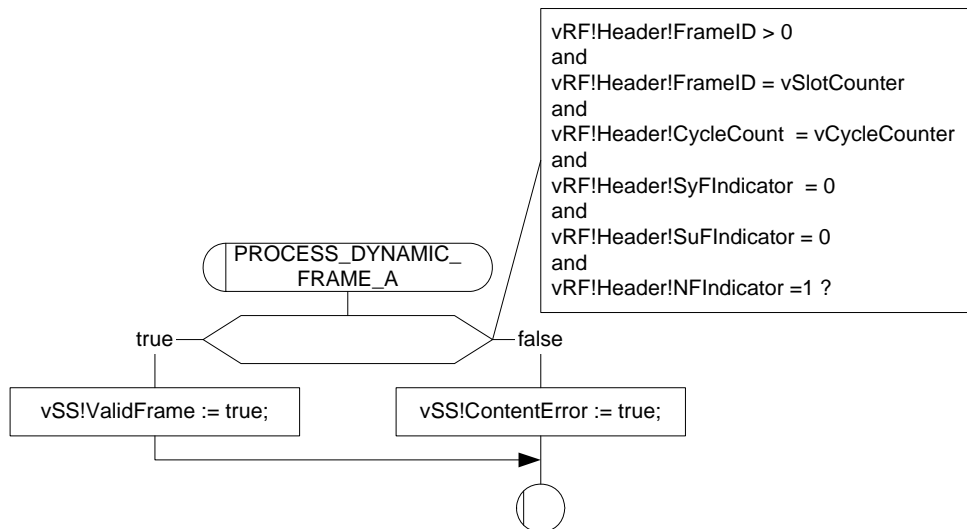 vRF!Header!FrameID > 0
and
vRF!Header!FrameID = vSlotCounter
and
vRF!Header!CycleCount = vCycleCounter
and
vRF!Header!SyFIndicator = 0
and
vRF!Header!SuFIndicator = 0
and
vRF!Header!NFIndicator =1 ?
PROCESS_DYNAMIC_
FRAME_A
true
false
vSS!ValidFrame := true;
vSS!ContentError := true;